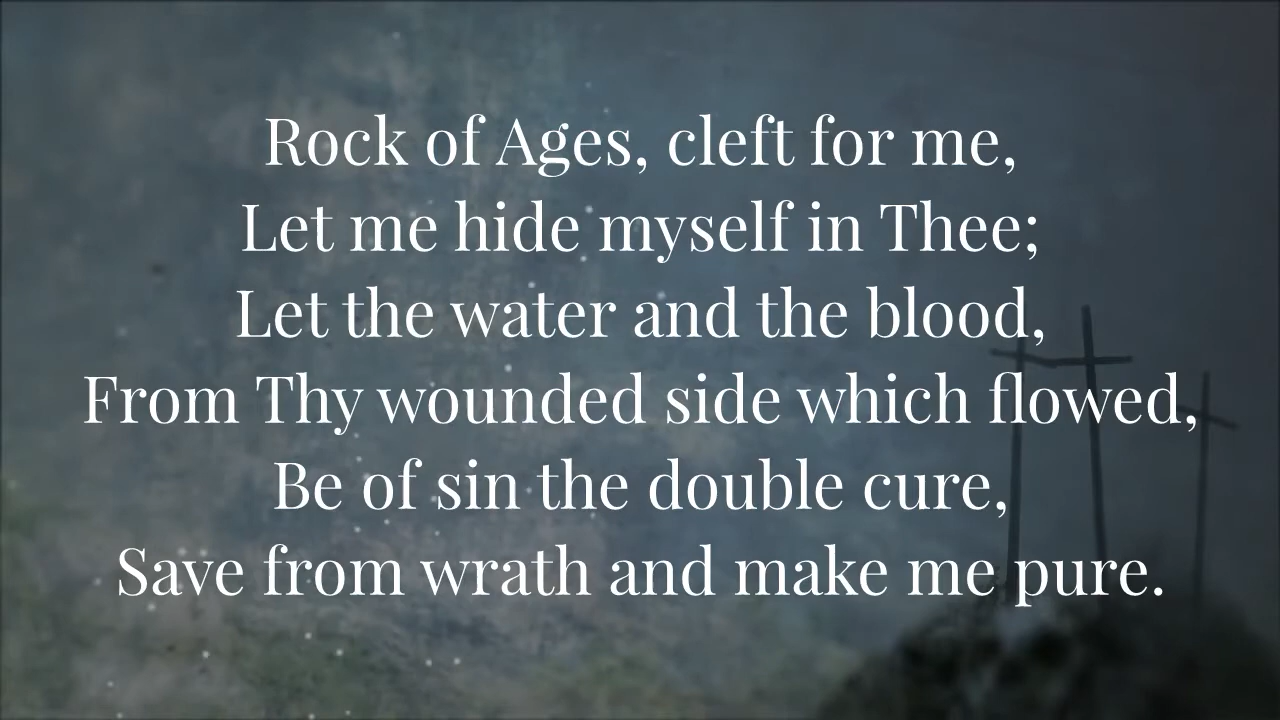 Rock of Ages, cleft for me,
Let me hide myself in Thee;
Let the water and the blood,
From Thy wounded side which flowed,
Be of sin the double cure,
Save from wrath and make me pure.